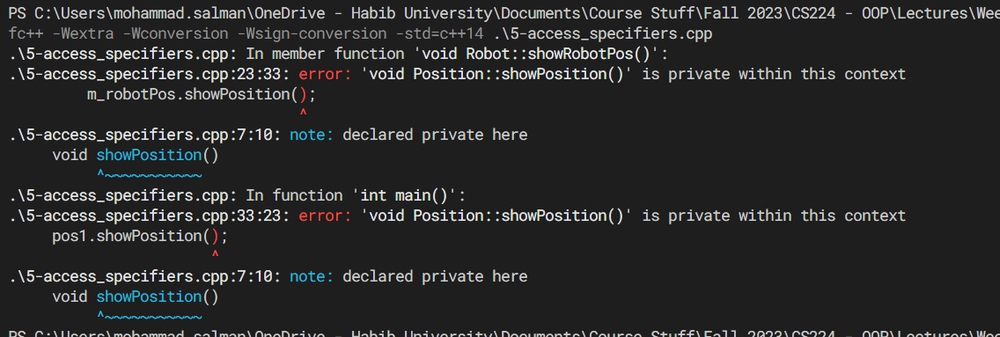 PS C:\Users\mohammad.salman\OneDrive - Habib University\Documents\Course Stuff\Fall 2023\CS224 - OOP\Lectures\Wee
fc++ -Wextra -Wconversion -Wsign-conversion -std=c++14 .\5-access_specifiers.cpp
.\5-access_specifiers.cpp: In member function 'void Robot::showRobotPos()':
.\5-access_specifiers.cpp:23:33: error: 'void Position::showPosition()' is private within this context
m_robotPos.showPosition();
^
.\5-access_specifiers.cpp:7:10: note: declared private here
void showPosition()
^~~~~~~~~~~~
.\5-access_specifiers.cpp: In function 'int main()':
.\5-access_specifiers.cpp:33:23: error: 'void Position::showPosition()' is private within this context
pos1.showPosition();
^
.\5-access_specifiers.cpp:7:10: note: declared private here
void showPosition()
^~~~~~~~~~~~
PS C:\Users\mohammad.salman\OneDrive - Habib University\Documents\Course Stuff\Fall 2023\CS224 - OOP\Lectures\Wee